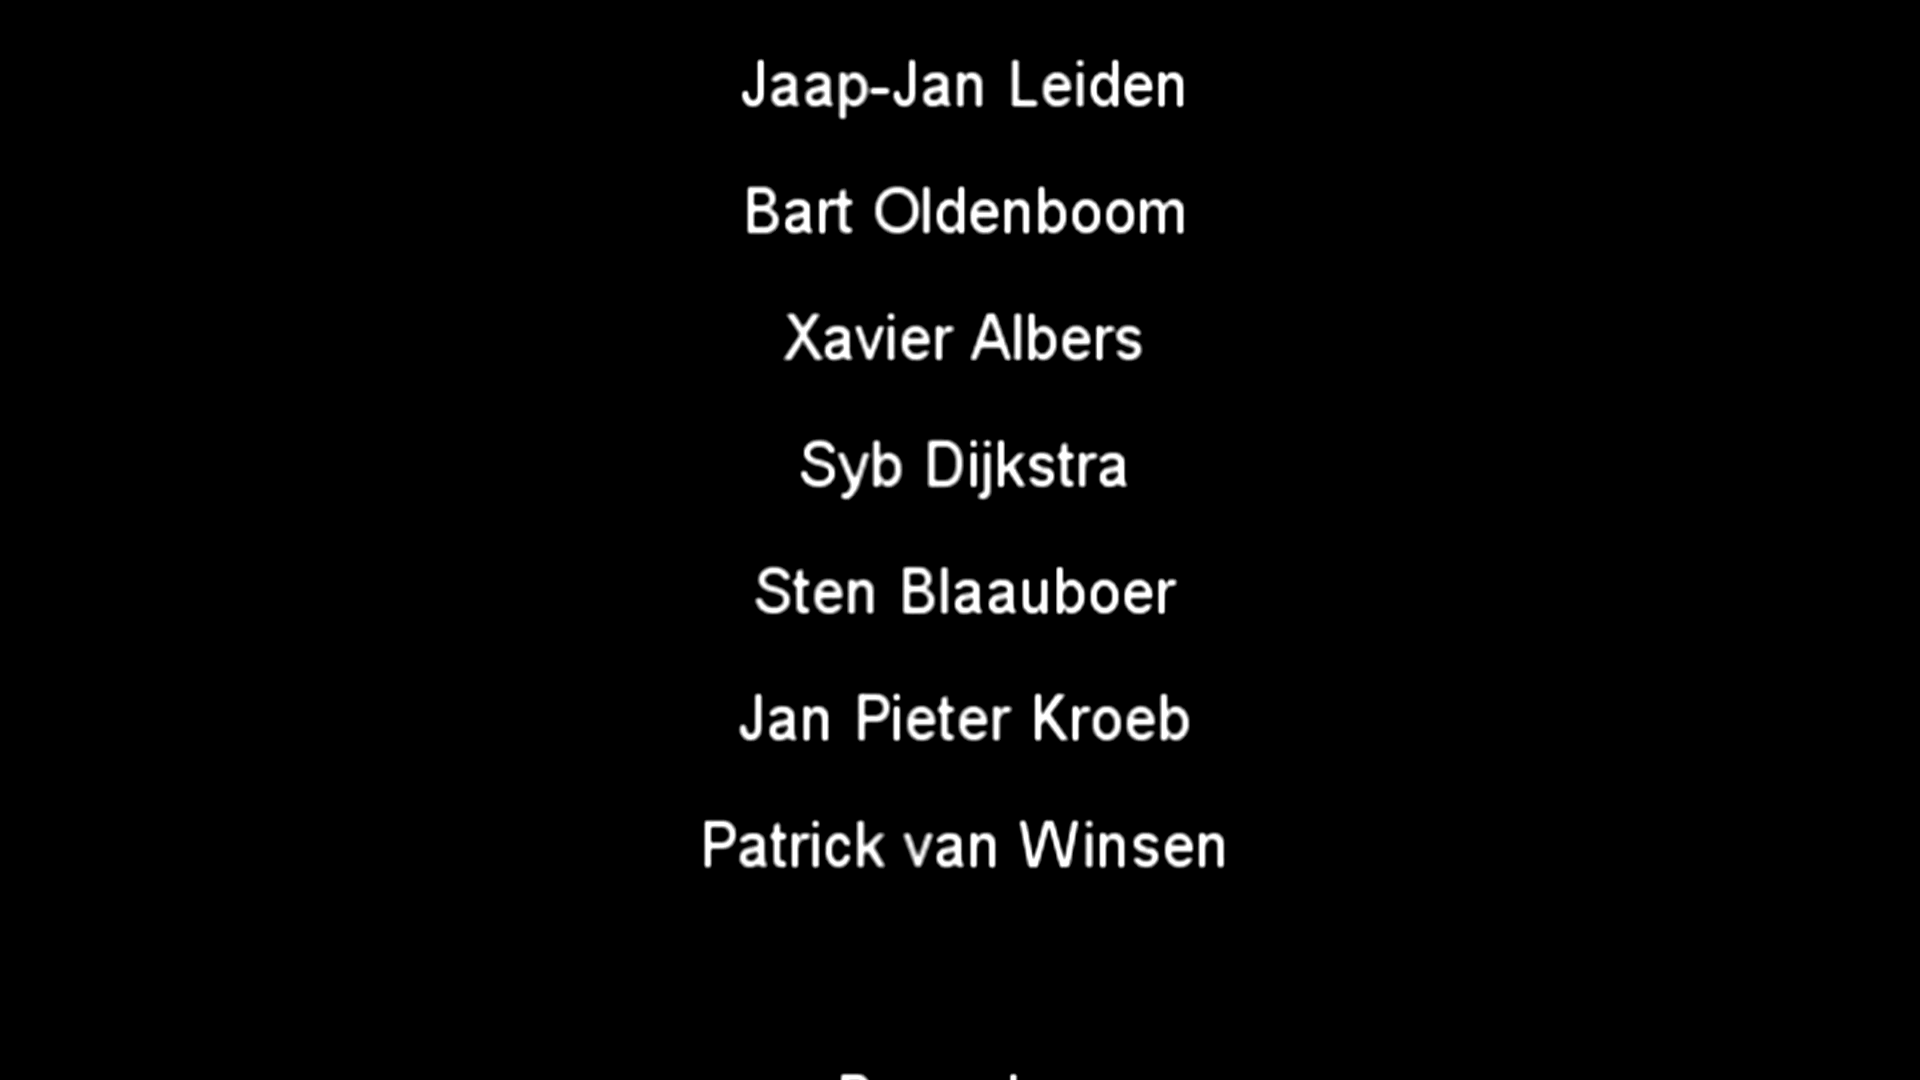 Jaap-Jan Leiden
Bart Oldenboom
Xavier Albers
Syb Dijkstra
Sten Blaauboer
Jan Pieter Kroeb
Patrick van Winsen